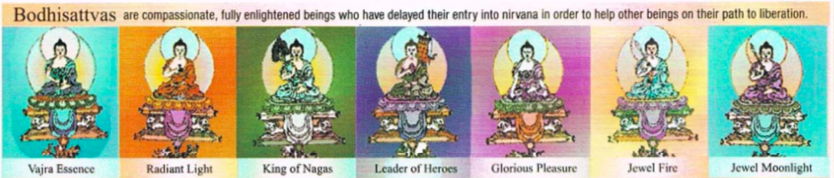 Bodhisattvas are compassionate, fully enlightened beings who have delayed their entry into nirvana in order to help other beings on their path to liberation.
Vajra Essence Radiant Light King of Nagas Leader of Heroes Glorious Pleasure Jewel Fire Jewel Moonlight